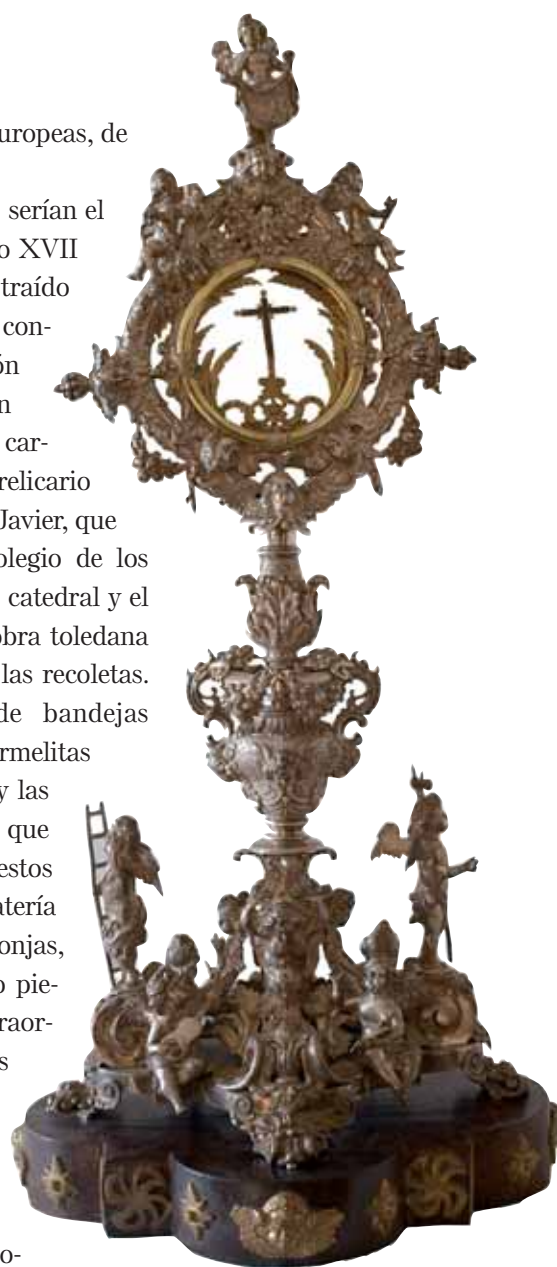 uropeas, de
serían el
o XVII
traído
con-
ón
n
car-
relicario
Javier, que
olegio de los
catedral y el
obra toledana
las recoletas.
de bandejas
rmelitas
y las
que
estos
atería
onjas,
o pie-
raor-
s
o-